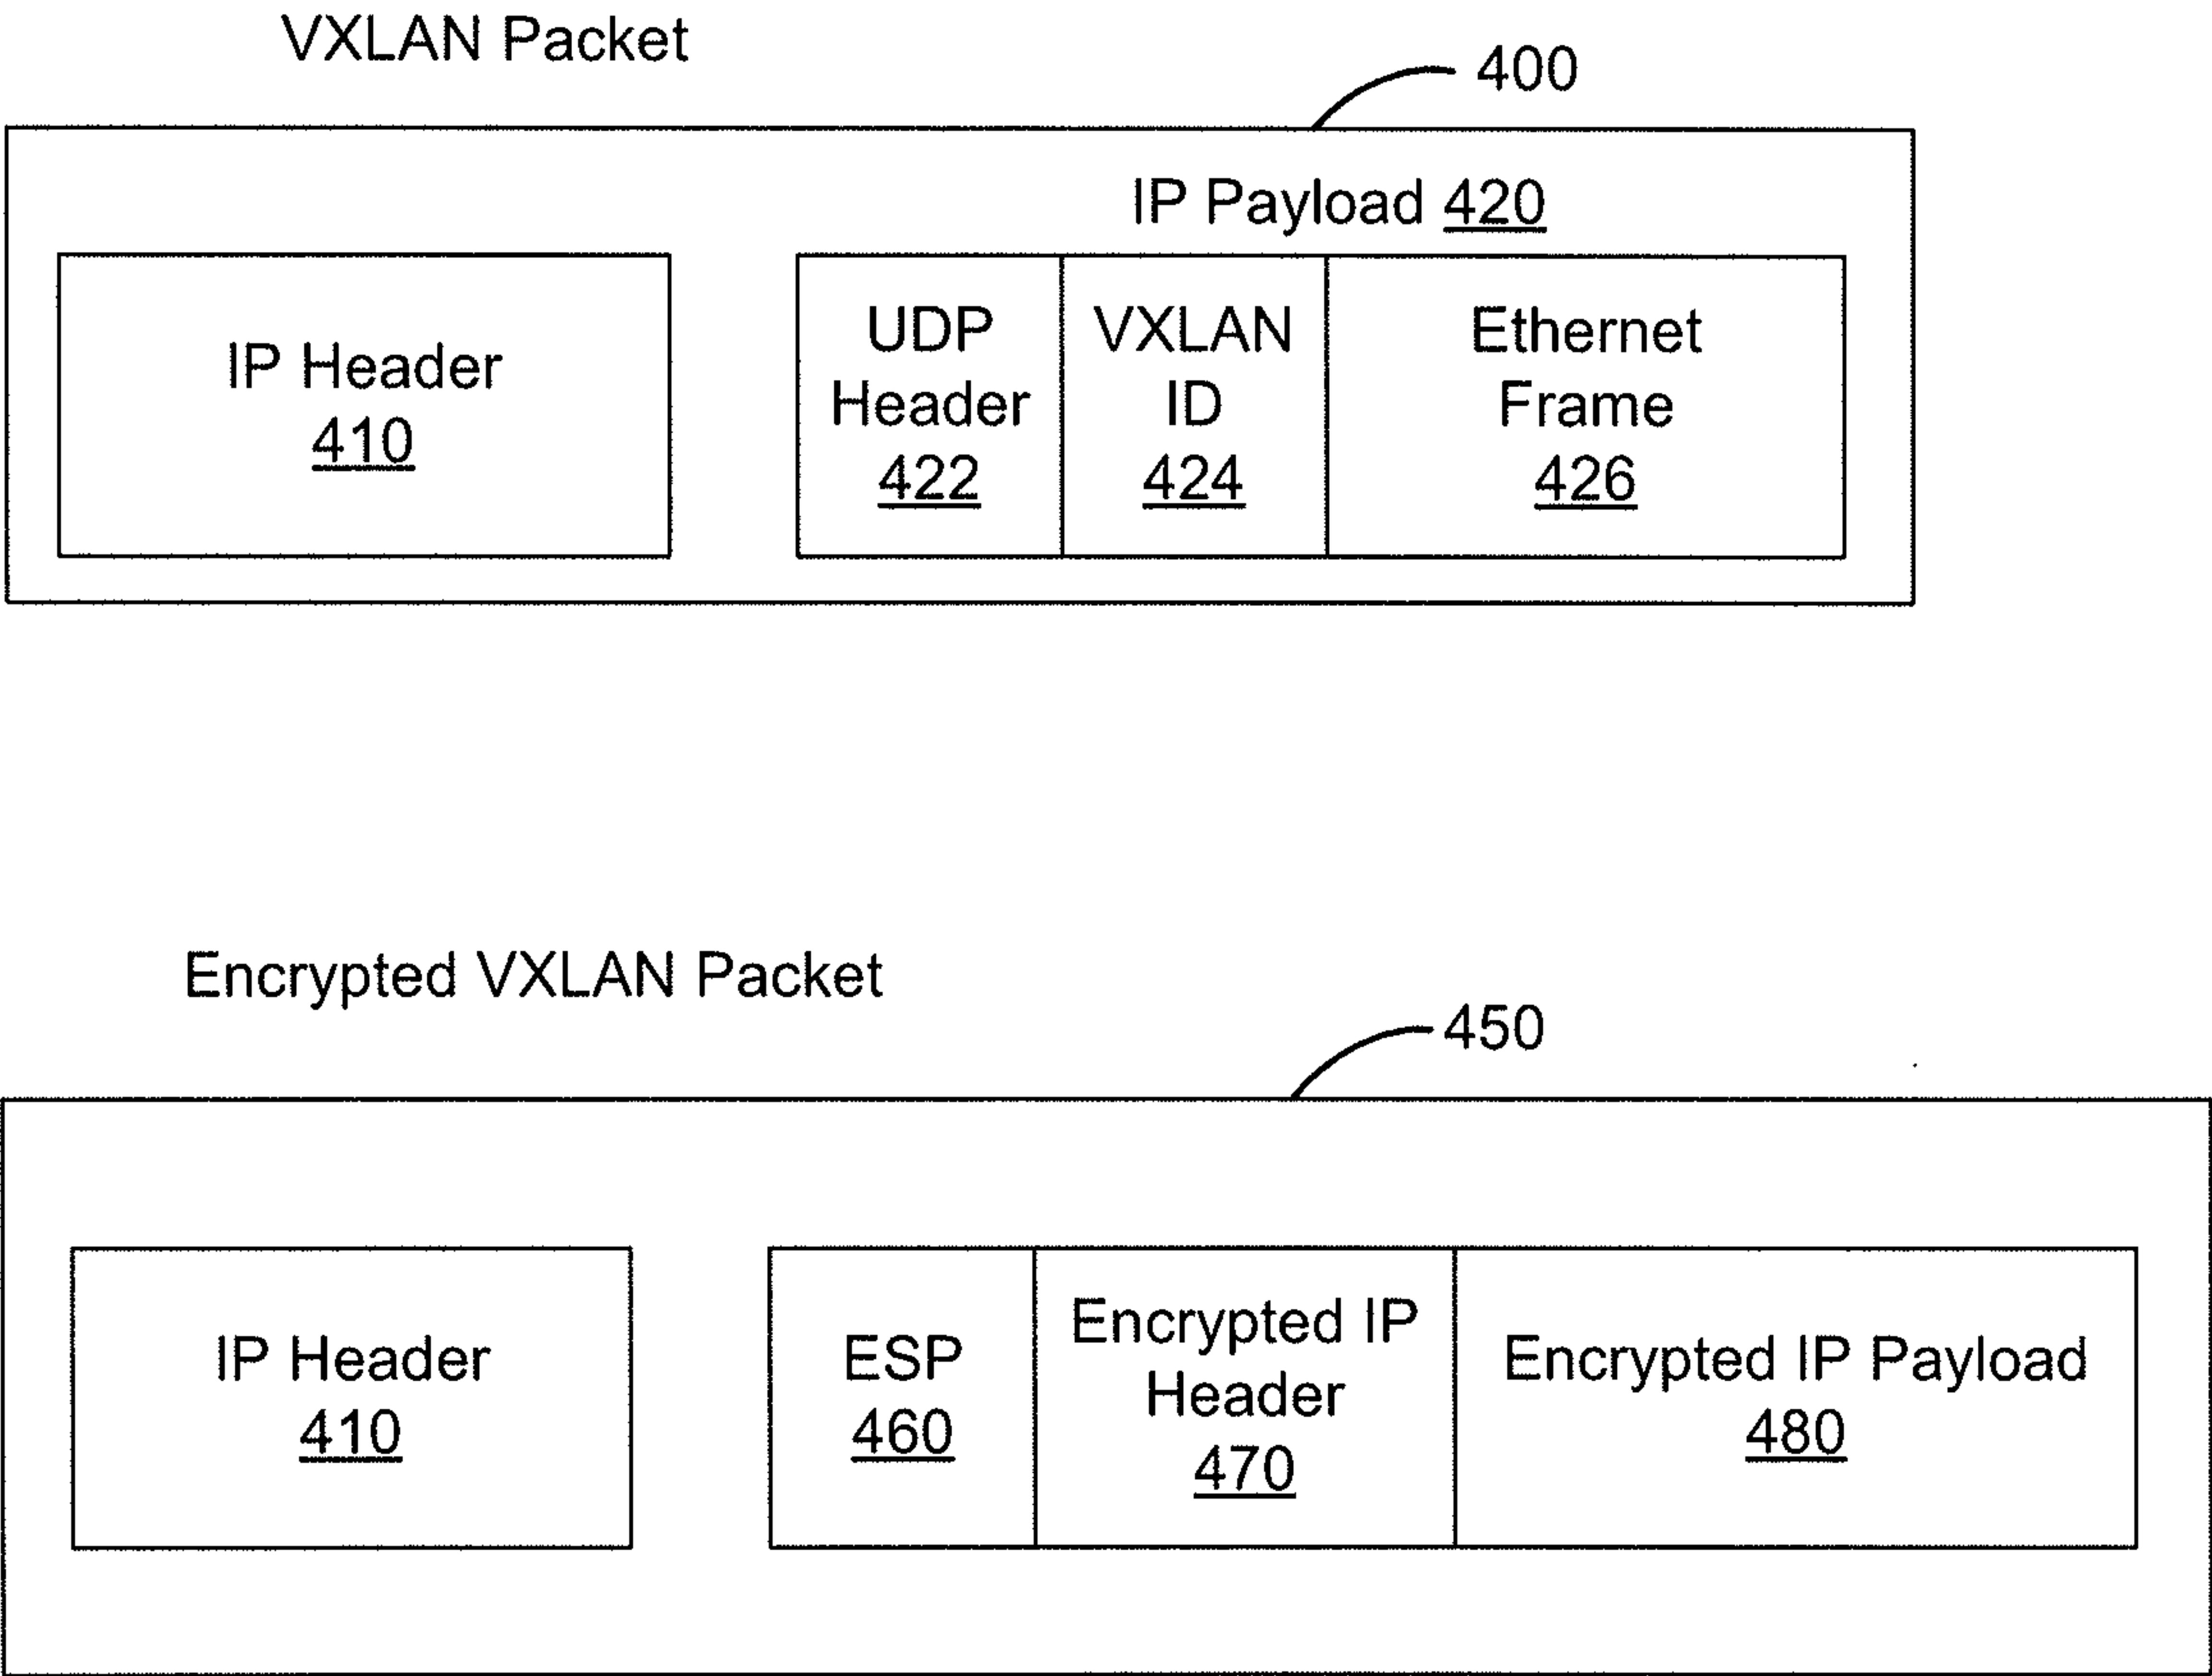 VXLAN Packet
400
IP Payload 420
IP Header
410
UDP
Header
422
VXLAN
ID
424
Ethernet
Frame
426
Encrypted VXLAN Packet
450
IP Header
410
ESP
460
Encrypted IP
Header
470
Encrypted IP Payload
480